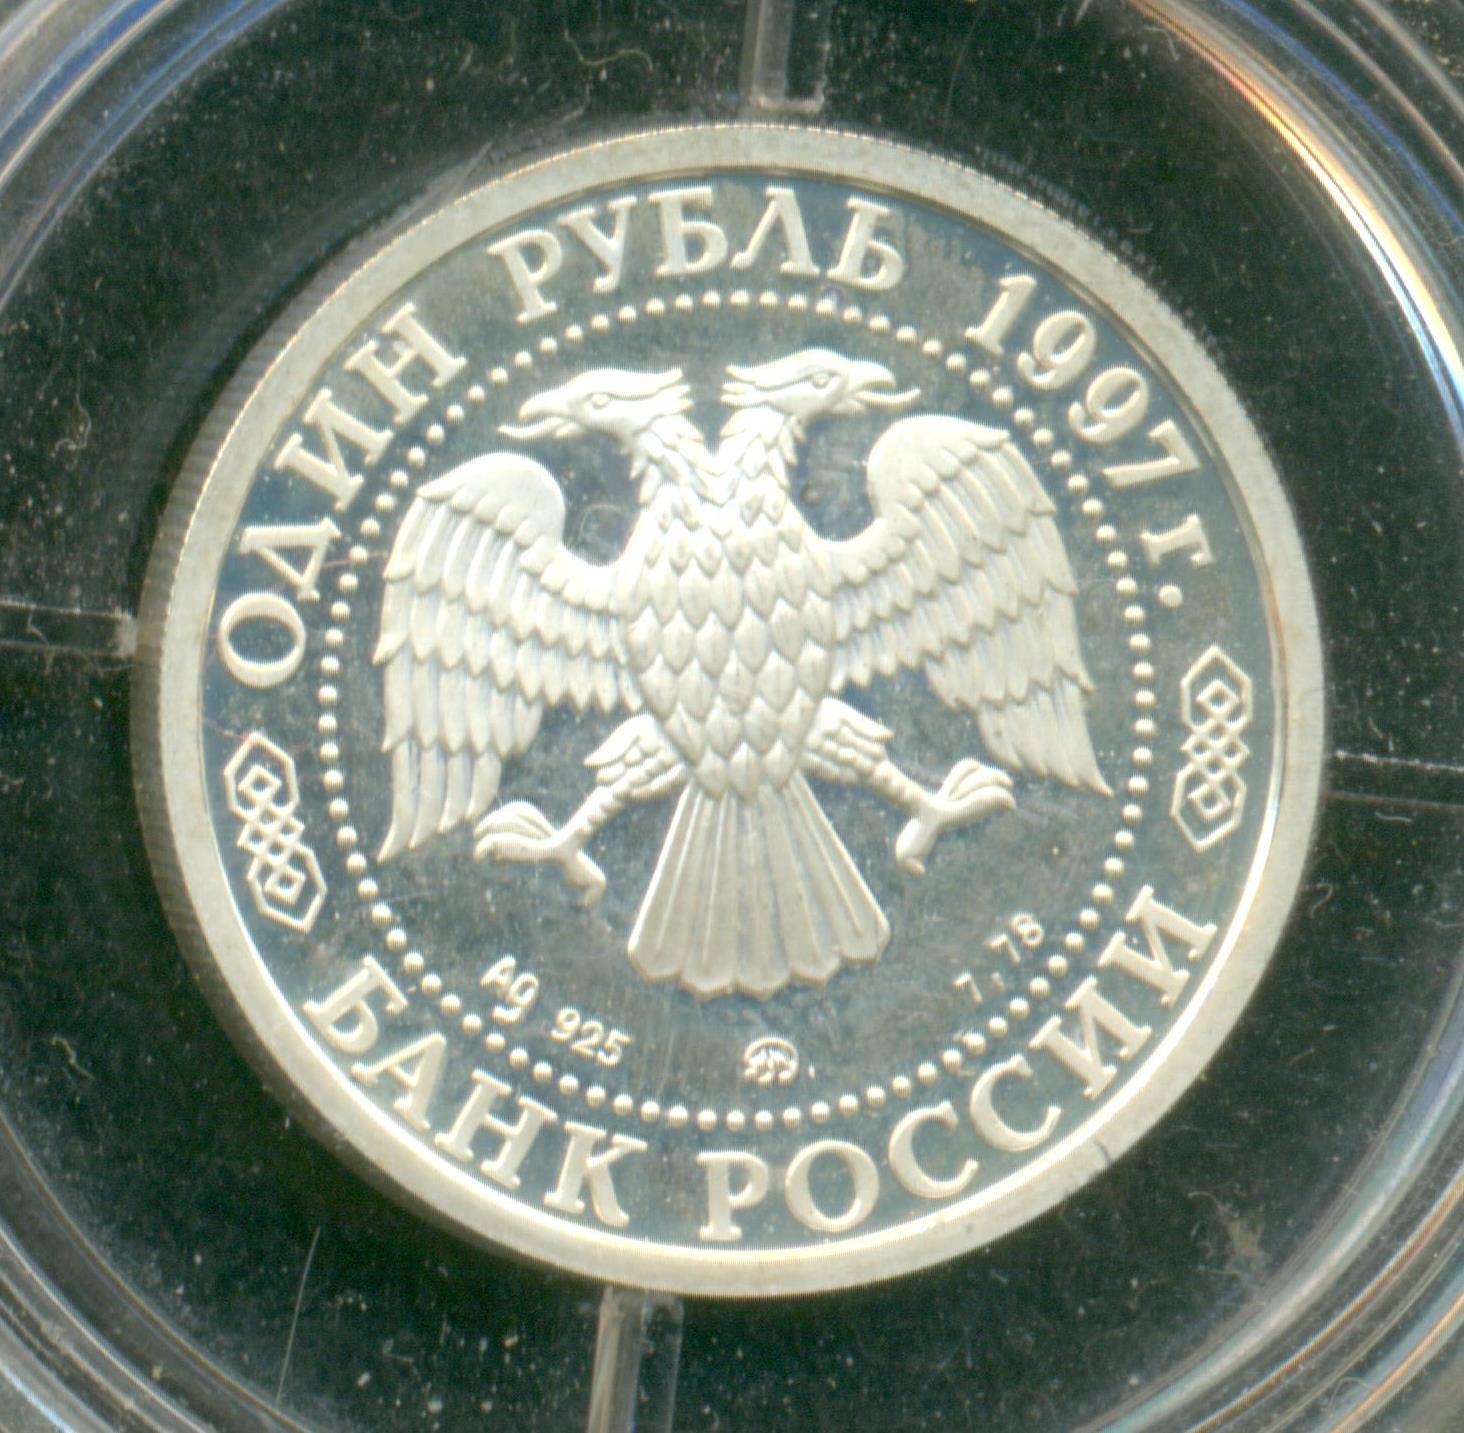 ОДИН РУБЛЬ 1997 г.
Ag 925
7,78
БАНК РОССИИ